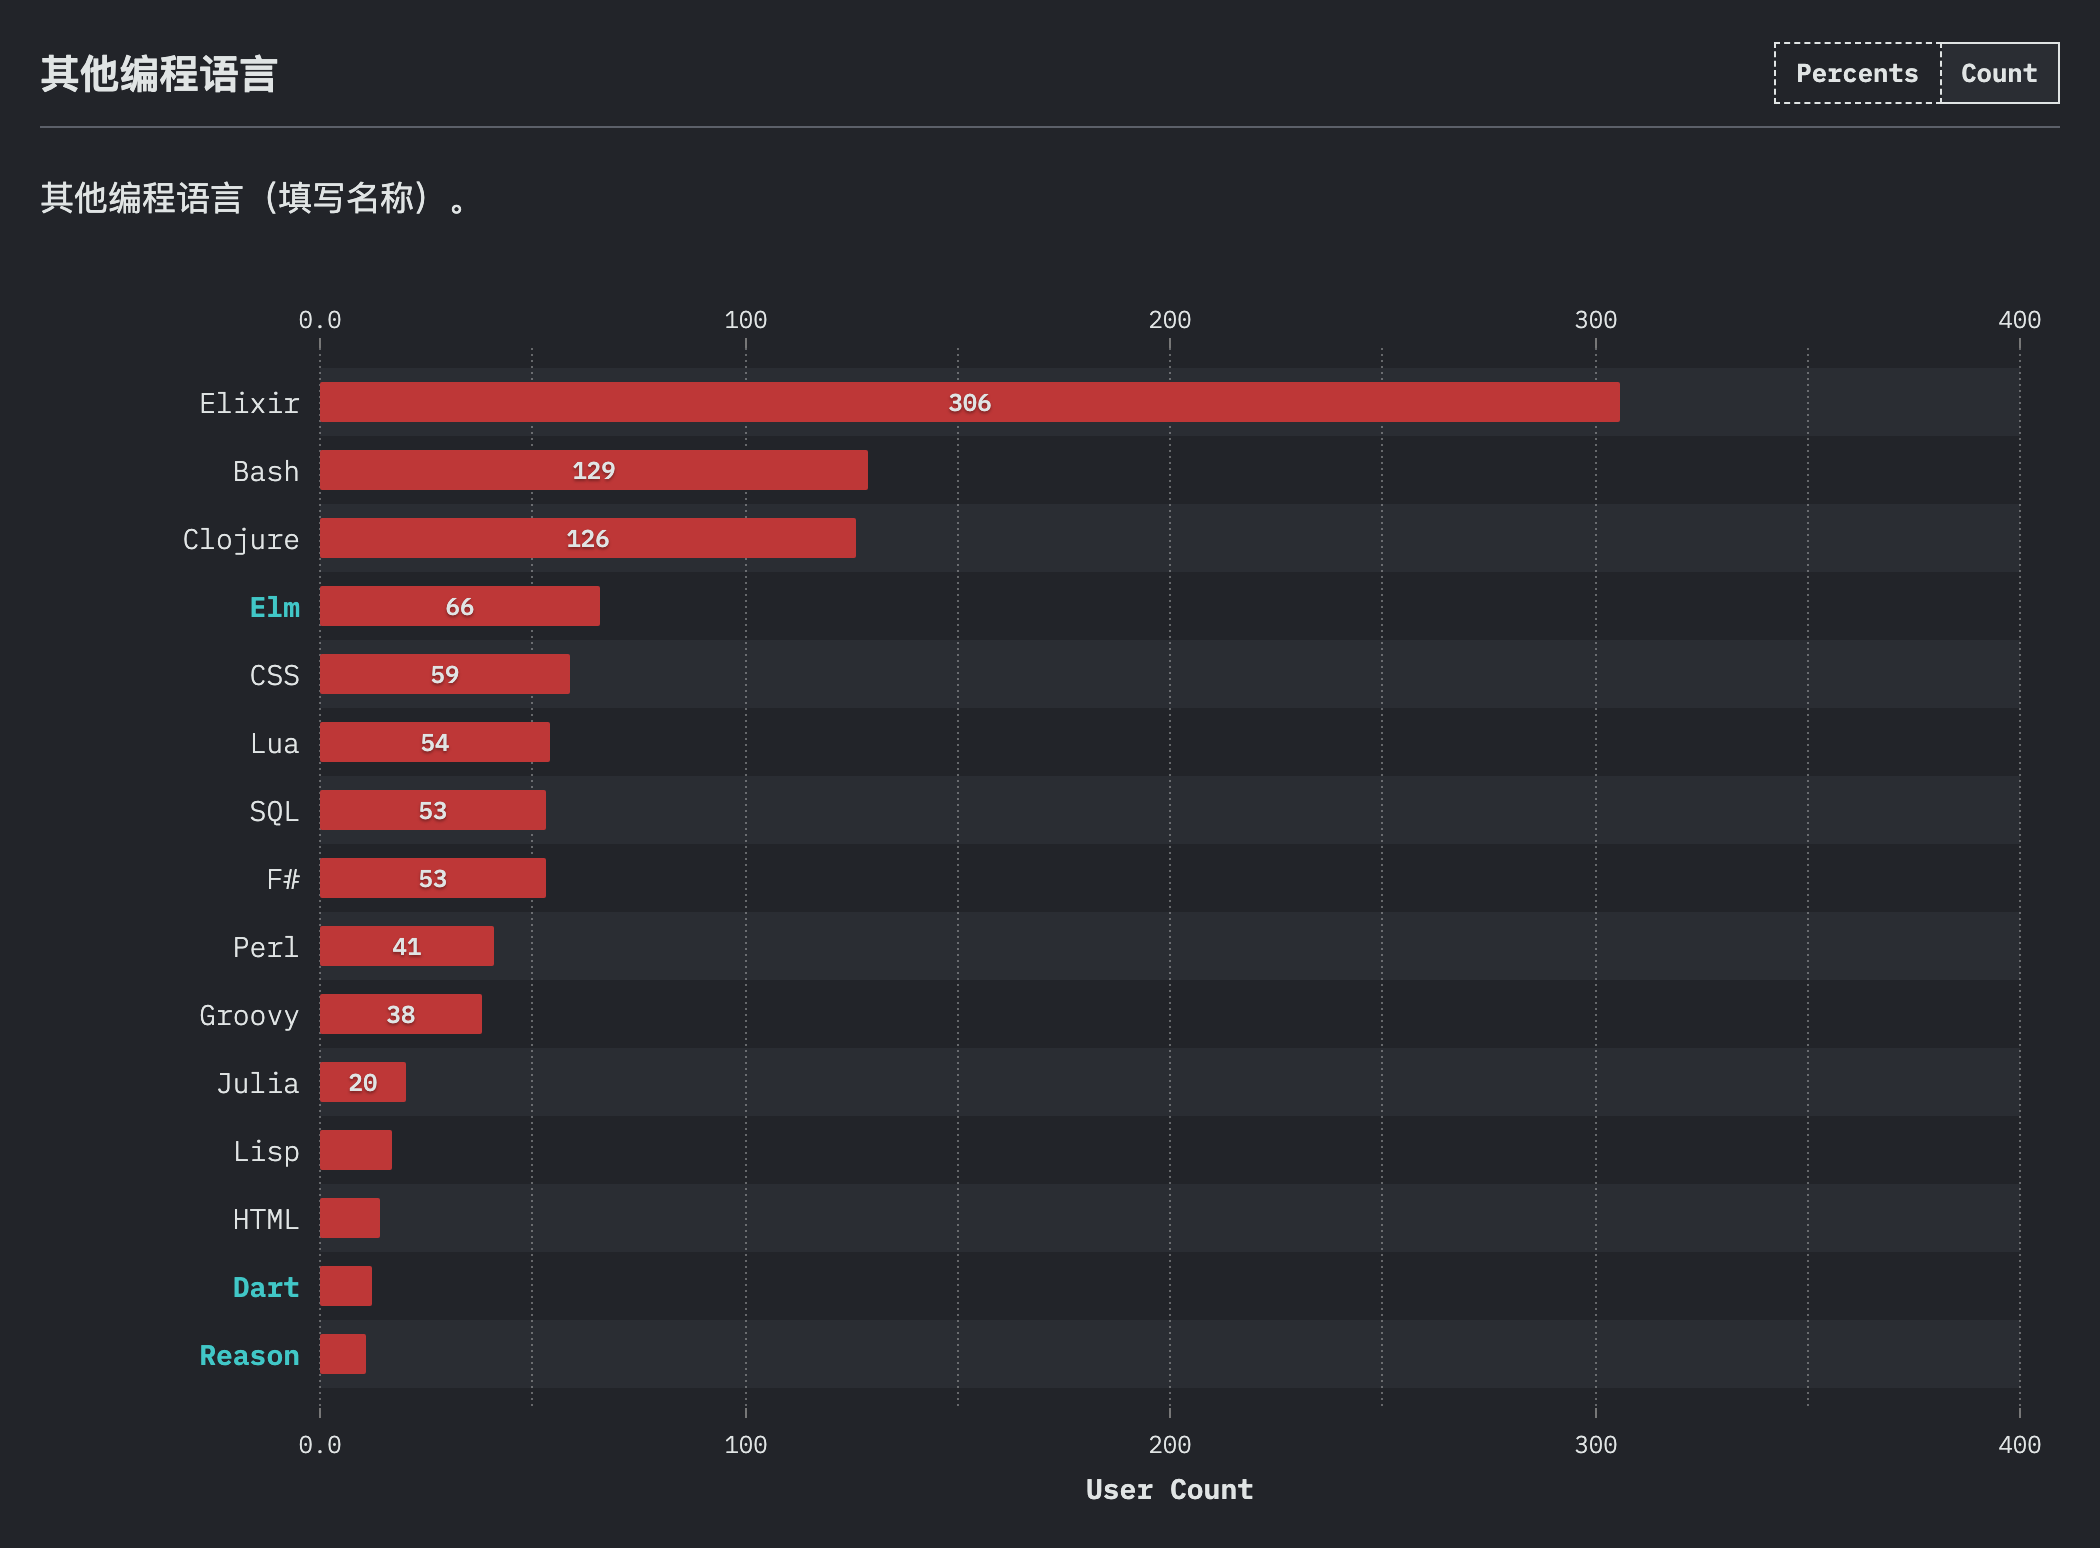 其他编程语言
Percents Count
其他编程语言（填写名称）。
0.0 100 200 300 400
Elixir 306
Bash 129
Clojure 126
Elm 66
CSS 59
Lua 54
SQL 53
F# 53
Perl 41
Groovy 38
Julia 20
Lisp
HTML
Dart
Reason
0.0 100 200 300 400
User Count